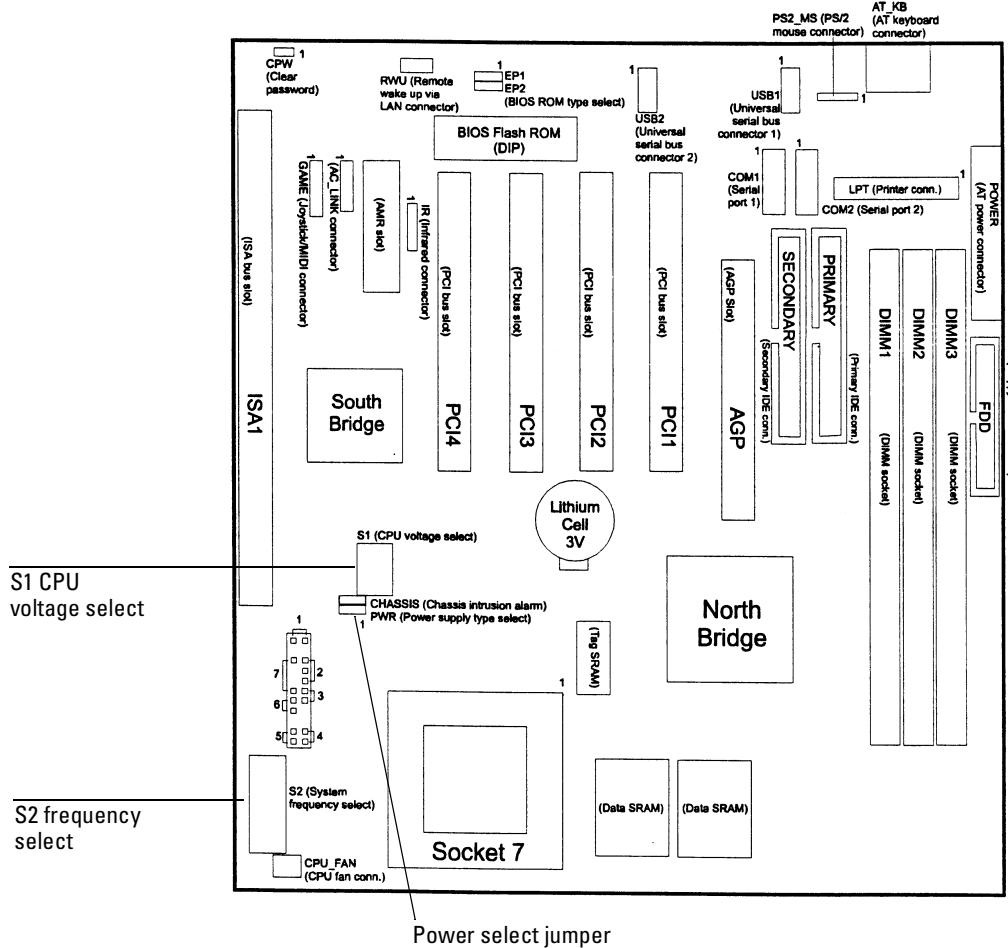 PS2_MS (PS/2
mouse connector)
AT_KB
(AT keyboard
connector)
1
CPW
(Clear
password)
RWU (Remote
wake up via
LAN connector)
1
EP1
EP2
(BIOS ROM type select)
BIOS Flash ROM
(DIP)
1
USB2
(Universal
serial bus
connector 2)
1
USB1
(Universal
serial bus
connector 1)
1
1
COM1
(Serial
port 1)
1
COM2 (Serial port 2)
1
LPT (Printer conn.)
POWER
(AT power connector)
(ISA bus slot)
ISA1
1
GAME (Joystick/MIDI connector)
1
(AC_LINK connector)
(AMR slot)
1
IR (Infrared connector)
(PCI bus slot)
PCI4
(PCI bus slot)
PCI3
(PCI bus slot)
PCI2
(PCI bus slot)
PCI1
(AGP Slot)
AGP
SECONDARY
(Secondary IDE conn.)
PRIMARY
(Primary IDE conn.)
DIMM1
(DIMM socket)
DIMM2
(DIMM socket)
DIMM3
(DIMM socket)
FDD
South
Bridge
Lithium
Cell
3V
S1 (CPU voltage select)
S1 CPU
voltage select
CHASSIS (Chassis intrusion alarm)
PWR (Power supply type select)
1
North
Bridge
(Tag SRAM)
1
1
7
2
3
6
5
4
S2 (System
frequency select)
S2 frequency
select
CPU_FAN
(CPU fan conn.)
Socket 7
(Data SRAM)
(Data SRAM)
Power select jumper